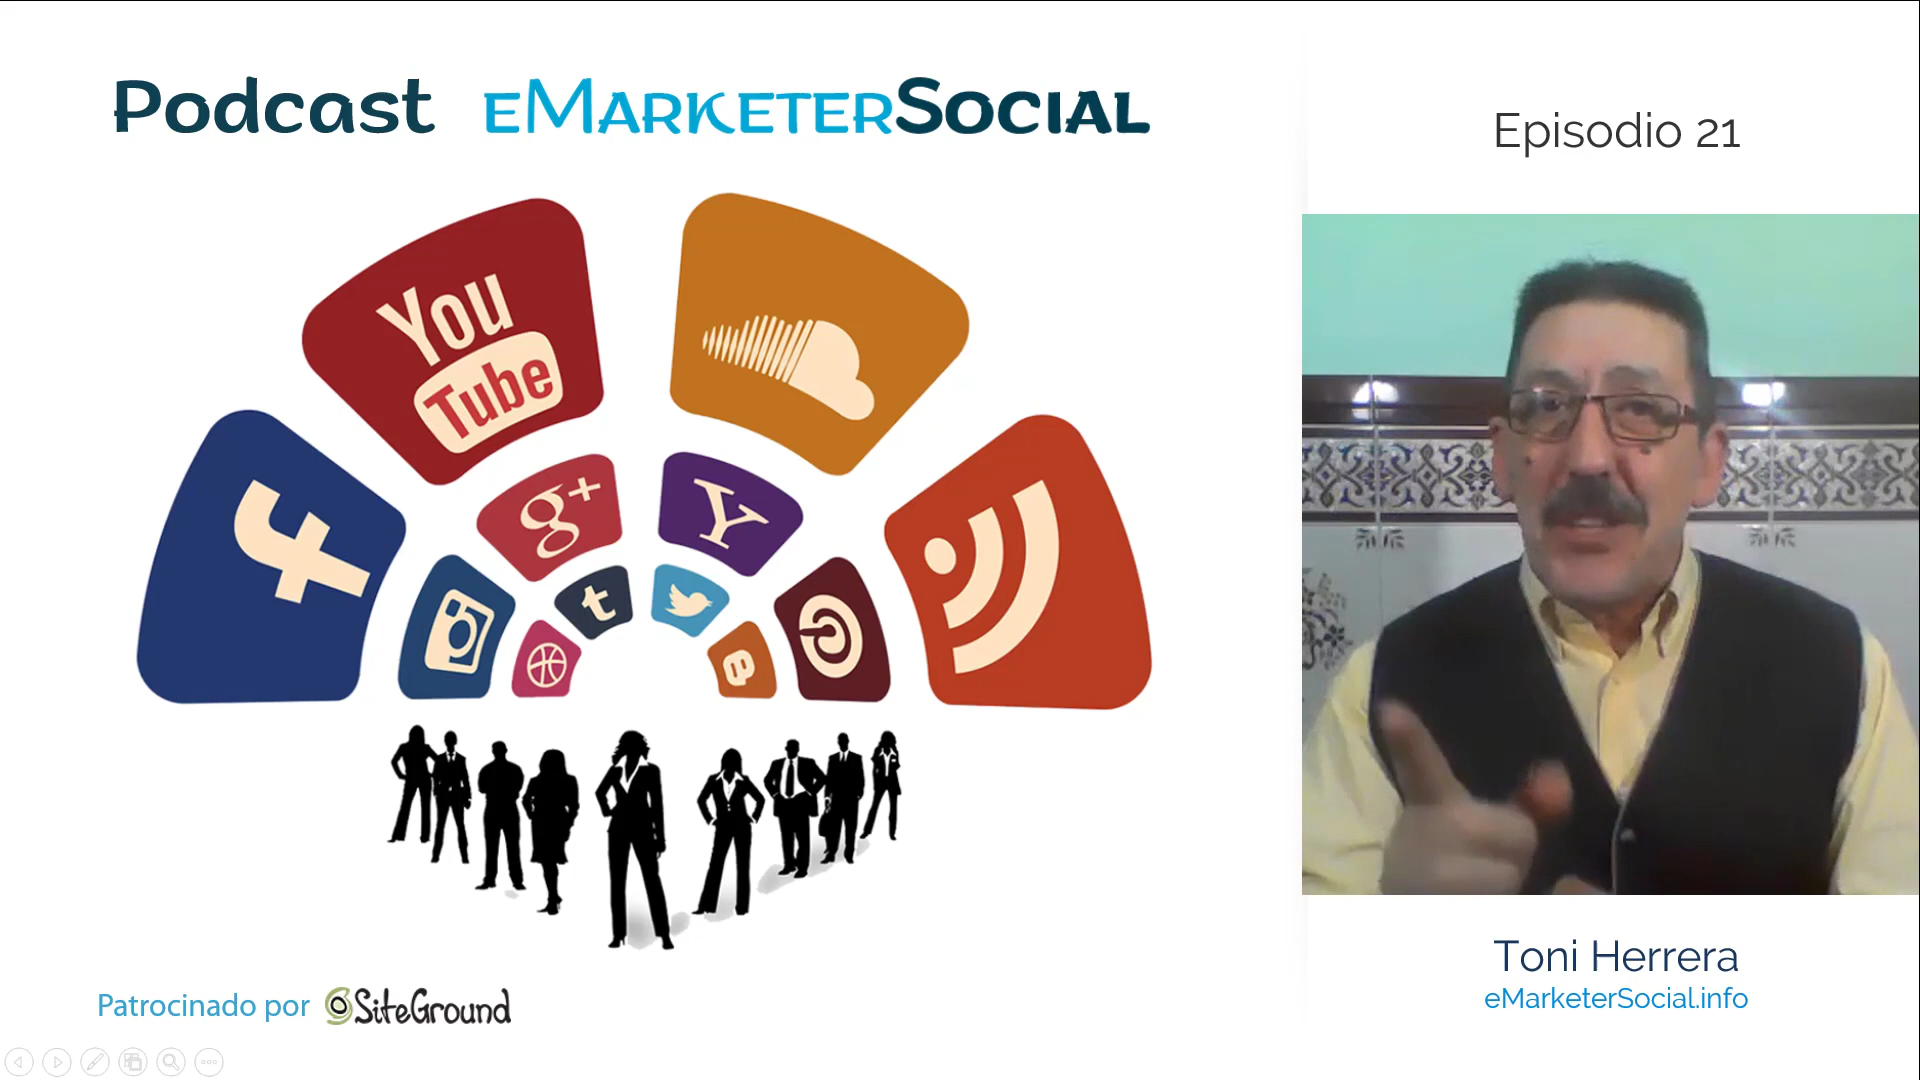 Podcast eMarketerSocial
Episodio 21
You
Tube
f
g+
Y
t
Toni Herrera
eMarketerSocial.info
Patrocinado por SiteGround